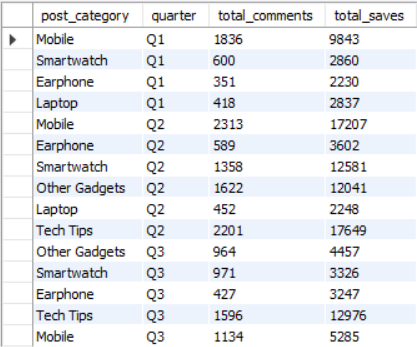 post_category quarter total_comments total_saves
Mobile Q1 1836 9843
Smartwatch Q1 600 2860
Earphone Q1 351 2230
Laptop Q1 418 2837
Mobile Q2 2313 17207
Earphone Q2 589 3602
Smartwatch Q2 1358 12581
Other Gadgets Q2 1622 12041
Laptop Q2 452 2248
Tech Tips Q2 2201 17649
Other Gadgets Q3 964 4457
Smartwatch Q3 971 3326
Earphone Q3 427 3247
Tech Tips Q3 1596 12976
Mobile Q3 1134 5285